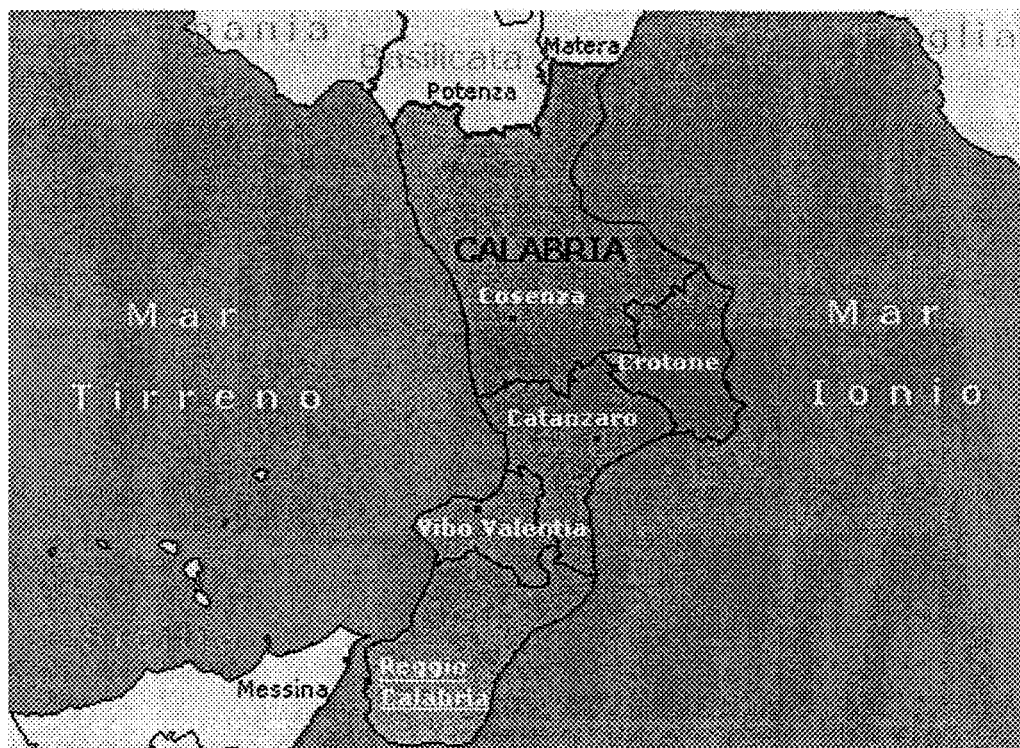 Basilicata
Matera
Potenza
CALABRIA
Cosenza
Mar
Mar
Crotone
Tirreno
Ionio
Catanzaro
Vibo Valentia
Messina
Reggio
Calabria